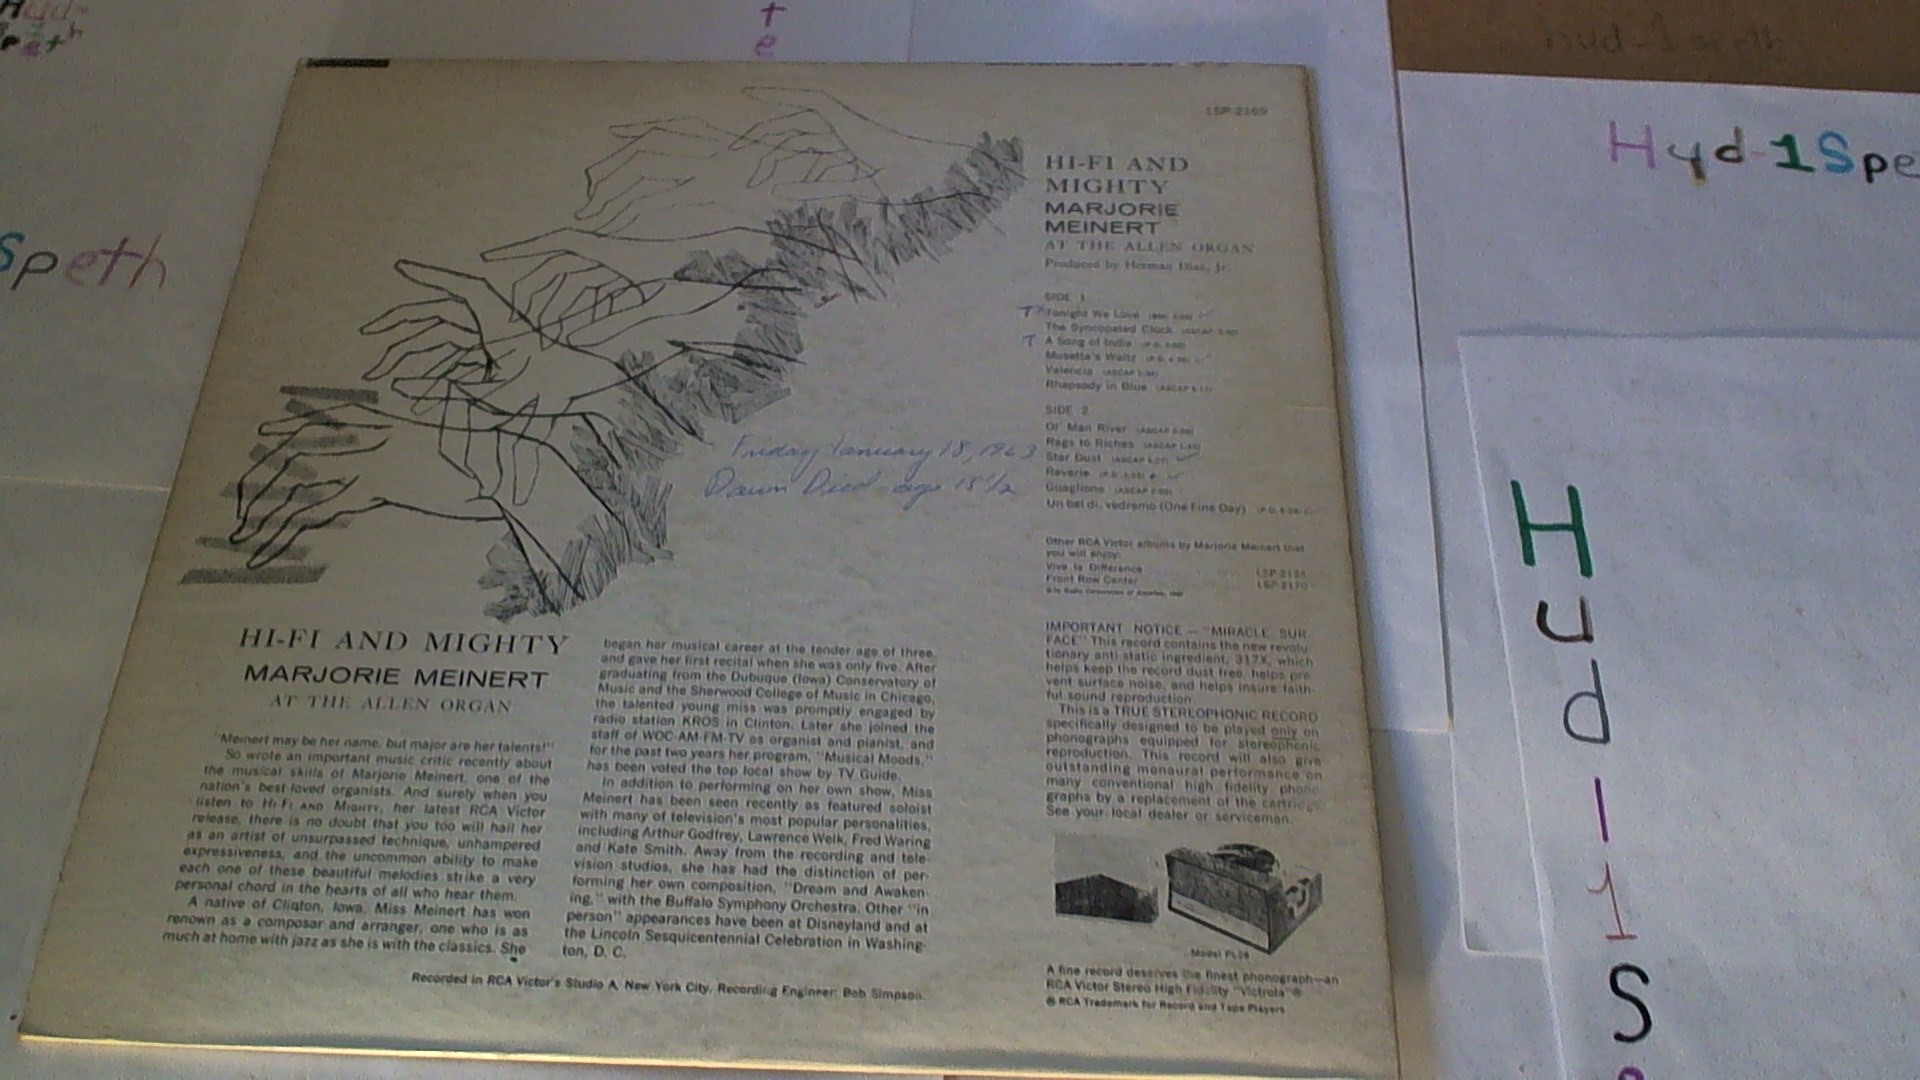 Hyd-
Peth
t
e
Hyd-1Spe
Speth
LSP-2169
HI-FI AND
MIGHTY
MARJORIE
MEINERT
AT THE ALLEN ORGAN
Produced by Herman Diaz, Jr.
SIDE 1
T Tonight We Love
The Syncopated Clock
T A Song of India
Musetta's Waltz
Valencia
Rhapsody in Blue
SIDE 2
Ol' Man River
Rags to Riches
Star Dust
Reverie
Guaglione
Un bel di, vedremo (One Fine Day)
Friday January 18, 1963
Dawn Died - age 15 1/2
Other RCA Victor albums by Marjorie Meinert that
you will enjoy:
Vive la Difference
Front Row Center LSP-2170
HI-FI AND MIGHTY
MARJORIE MEINERT
AT THE ALLEN ORGAN
"Meinert may be her name, but major are her talents!"
So wrote an important music critic recently about
the musical skills of Marjorie Meinert, one of the
nation's best-loved organists. And surely when you
listen to HI-FI AND MIGHTY, her latest RCA Victor
release, there is no doubt that you too will hail her
as an artist of unsurpassed technique, unhampered
expressiveness, and the uncommon ability to make
each one of these beautiful melodies strike a very
personal chord in the hearts of all who hear them.
A native of Clinton, Iowa, Miss Meinert has won
renown as a composer and arranger, one who is as
much at home with jazz as she is with the classics. She
began her musical career at the tender age of three,
and gave her first recital when she was only five. After
graduating from the Dubuque (Iowa) Conservatory of
Music and the Sherwood College of Music in Chicago,
the talented young miss was promptly engaged by
radio station KROS in Clinton. Later she joined the
staff of WOC-AM-FM-TV as organist and pianist, and
for the past two years her program, "Musical Moods,"
has been voted the top local show by TV Guide.
In addition to performing on her own show, Miss
Meinert has been seen recently as featured soloist
with many of television's most popular personalities,
including Arthur Godfrey, Lawrence Welk, Fred Waring
and Kate Smith. Away from the recording and tele-
vision studios, she has had the distinction of per-
forming her own composition, "Dream and Awaken-
ing," with the Buffalo Symphony Orchestra. Other "in
person" appearances have been at Disneyland and at
the Lincoln Sesquicentennial Celebration in Washing-
ton, D. C.
Recorded in RCA Victor's Studio A, New York City. Recording Engineer: Bob Simpson.
IMPORTANT NOTICE – "MIRACLE SUR-
FACE" This record contains the new revolu-
tionary anti-static ingredient, 317X, which
helps keep the record dust free, helps pre-
vent surface noise, and helps insure faith-
ful sound reproduction.
This is a TRUE STEREOPHONIC RECORD
specifically designed to be played only on
phonographs equipped for stereophonic
reproduction. This record will also give
outstanding monaural performance on
many conventional high fidelity phono-
graphs by a replacement of the cartridge.
See your local dealer or serviceman.
Model
A fine record deserves the finest phonograph—an
RCA Victor Stereo High Fidelity "Victrola"®
® RCA Trademark for Record and Tape Players
H
y
d
-
1
S